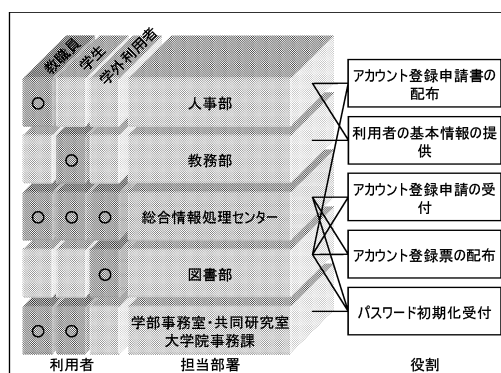 教職員
学生
学外利用者
人事部
教務部
総合情報処理センター
図書部
学部事務室・共同研究室
大学院事務課
アカウント登録申請書の
配布
利用者の基本情報の提
供
アカウント登録申請の受
付
アカウント登録票の配布
パスワード初期化受付
利用者
担当部署
役割